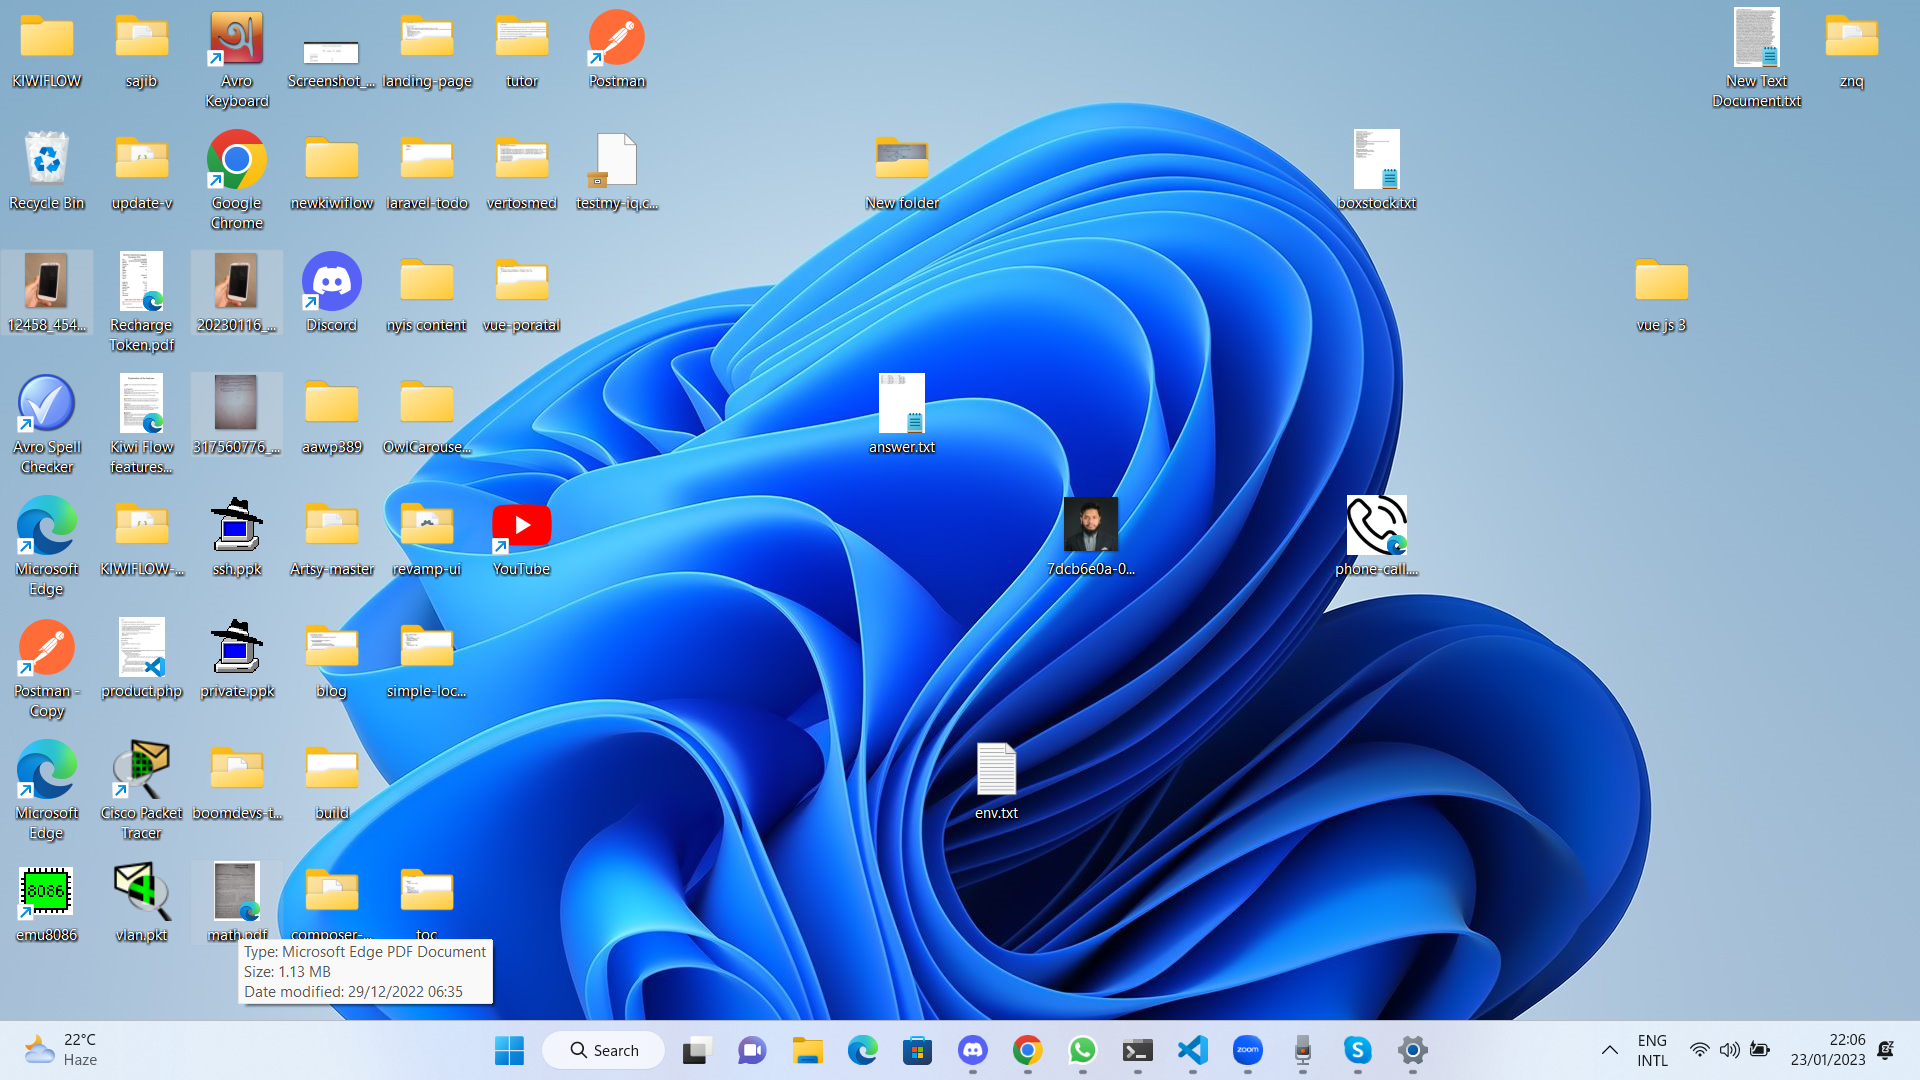 KIWIFLOW
sajib
Avro
Keyboard
Screenshot_...
landing-page
tutor
Postman
New Text
Document.txt
znq
Recycle Bin
update-v
Google
Chrome
newkiwiflow
laravel-todo
vertosmed
testmy-iq.c...
New folder
boxstock.txt
12458_454...
Recharge
Token.pdf
20230116_...
Discord
nyis content
vue-poratal
vue js 3
Avro Spell
Checker
Kiwi Flow
features...
317560776_...
aawp389
OwlCarouse...
answer.txt
Microsoft
Edge
KIWIFLOW-...
ssh.ppk
Artsy-master
revamp-ui
YouTube
7dcb6e0a-0...
phone-call....
Postman -
Copy
product.php
private.ppk
blog
simple-loc...
Microsoft
Edge
Cisco Packet
Tracer
boomdevs-t...
build
env.txt
8086
emu8086
vlan.pkt
math.pdf
composer-...
toc
Type: Microsoft Edge PDF Document
Size: 1.13 MB
Date modified: 29/12/2022 06:35
22°C
Haze
Search
zoom
ENG
INTL
22:06
23/01/2023